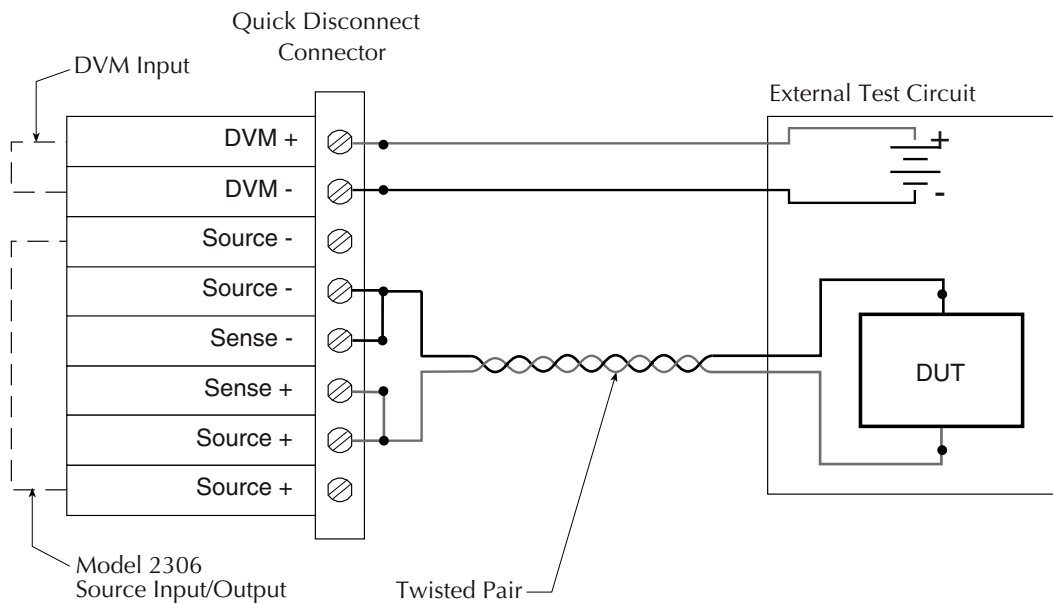 Quick Disconnect
Connector
DVM Input
External Test Circuit
DVM +
DVM -
Source -
Source -
Sense -
Sense +
Source +
Source +
+
-
DUT
Model 2306
Source Input/Output
Twisted Pair